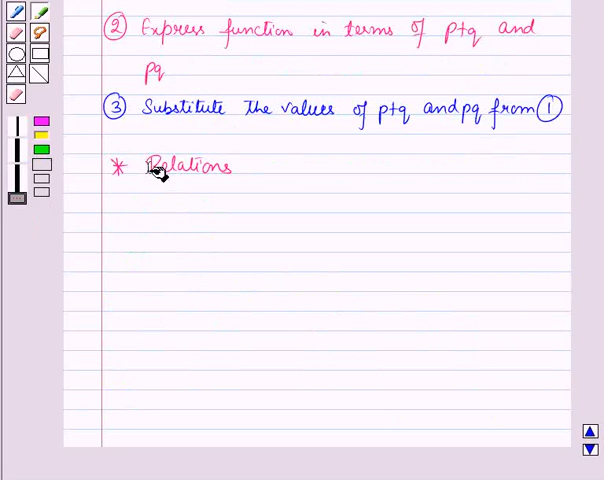 ② Express function in terms of p+q and
pq
③ Substitute the values of p+q and pq from ①
* Relations